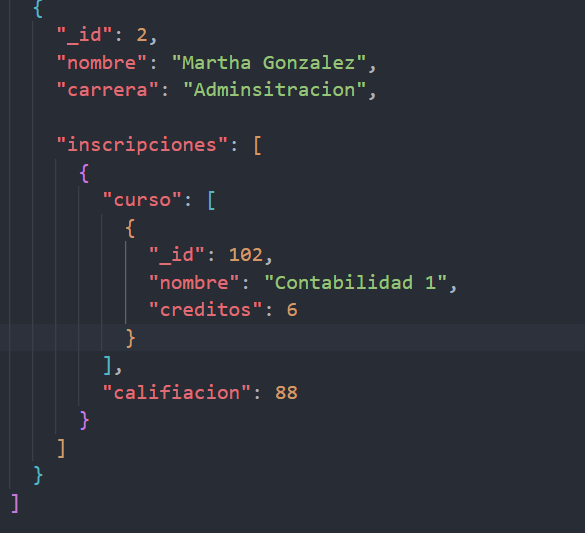 {
"_id": 2,
"nombre": "Martha Gonzalez",
"carrera": "Adminsitracion",
"inscripciones": [
{
"curso": [
{
"_id": 102,
"nombre": "Contabilidad 1",
"creditos": 6
}
],
"califiacion": 88
}
]
}
]